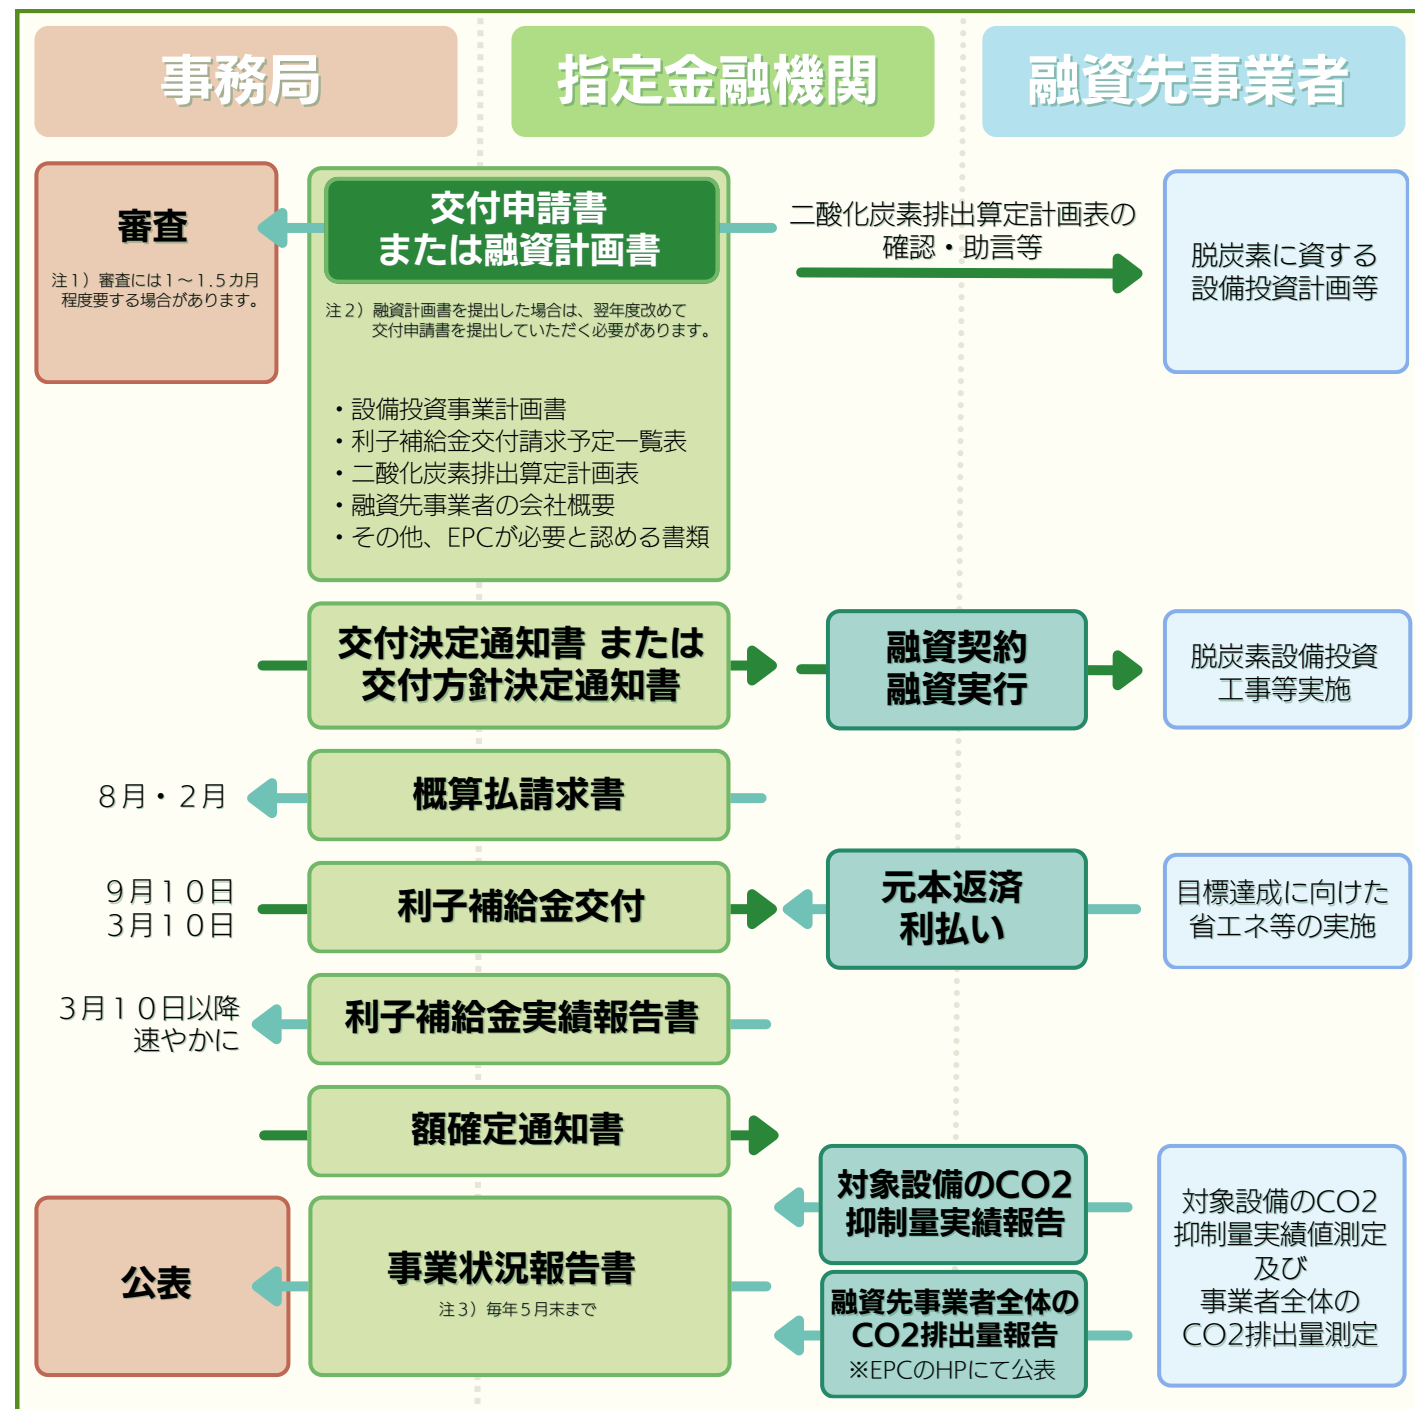 事務局
指定金融機関
融資先事業者
審査
注１）審査には１～１.５カ月
程度要する場合があります。
交付申請書
または融資計画書
注２）融資計画書を提出した場合は、翌年度改めて
交付申請書を提出していただく必要があります。
・設備投資事業計画書
・利子補給金交付請求予定一覧表
・二酸化炭素排出算定計画表
・融資先事業者の会社概要
・その他、EPCが必要と認める書類
二酸化炭素排出算定計画表の
確認・助言等
脱炭素に資する
設備投資計画等
交付決定通知書 または
交付方針決定通知書
融資契約
融資実行
脱炭素設備投資
工事等実施
８月・２月
概算払請求書
９月１０日
３月１０日
利子補給金交付
元本返済
利払い
目標達成に向けた
省エネ等の実施
３月１０日以降
速やかに
利子補給金実績報告書
額確定通知書
対象設備のCO2
抑制量実績報告
対象設備のCO2
抑制量実績値測定
及び
事業者全体の
CO2排出量測定
公表
事業状況報告書
注３）毎年５月末まで
融資先事業者全体の
CO2排出量報告
※EPCのHPにて公表